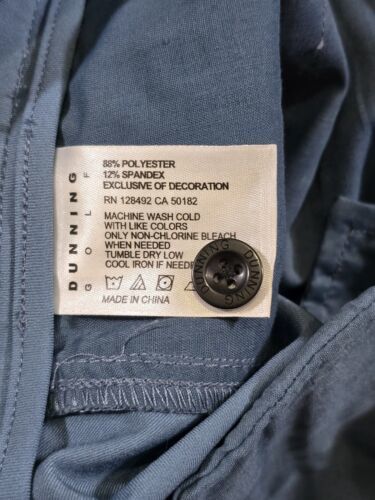 DUNNING
GOLF
88% POLYESTER
12% SPANDEX
EXCLUSIVE OF DECORATION
RN 128492 CA 50182
MACHINE WASH COLD
WITH LIKE COLORS
ONLY NON-CHLORINE BLEACH
WHEN NEEDED
TUMBLE DRY LOW
COOL IRON IF NEEDE
MADE IN CHINA
DUNNING DUNNING